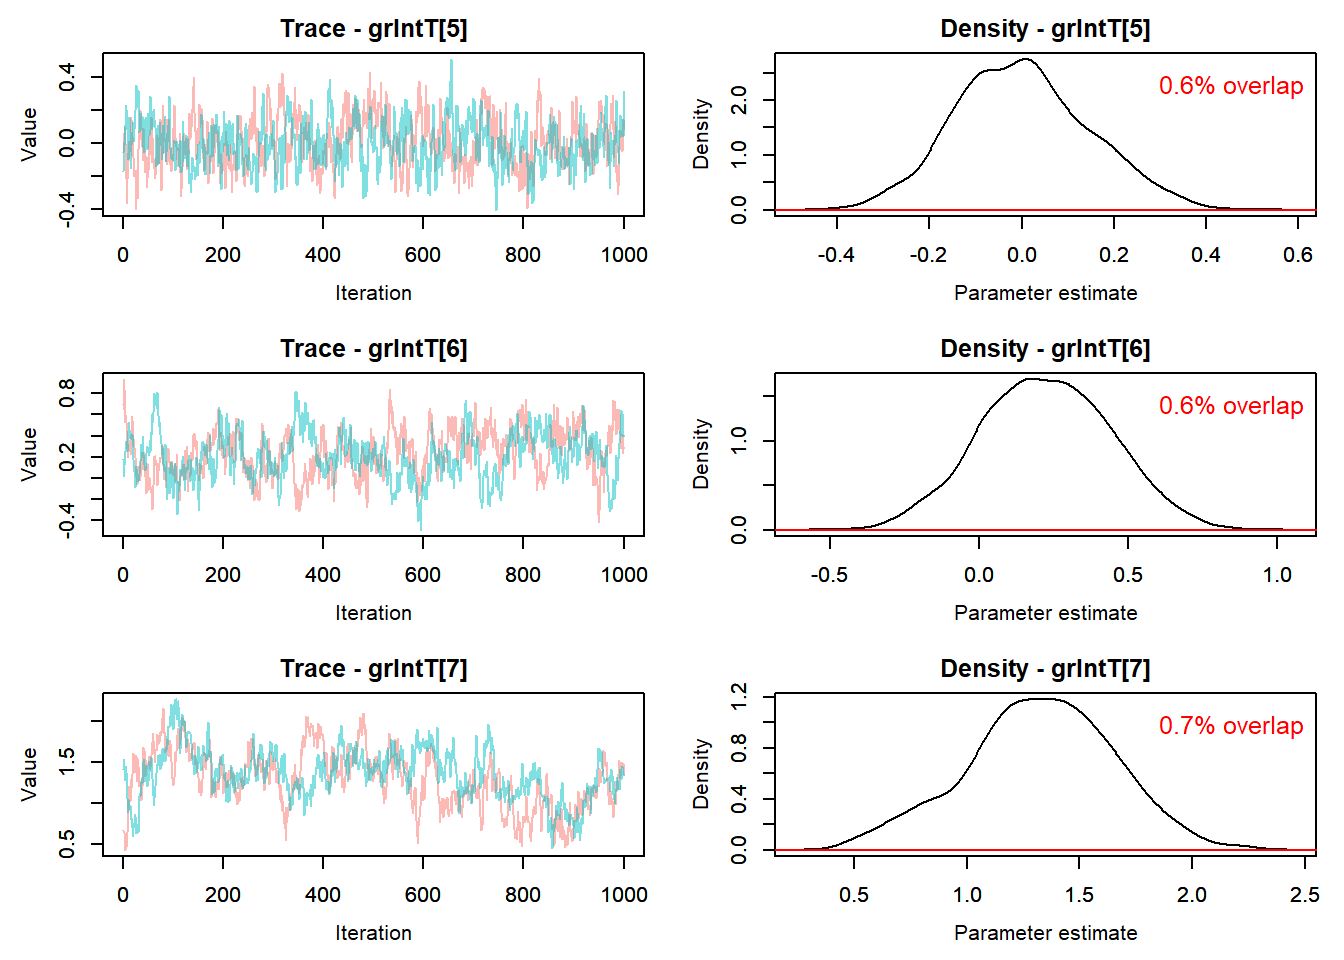 Trace - grIntT[5]
Value
-0.4 0.0 0.4
0 200 400 600 800 1000
Iteration
Density - grIntT[5]
0.6% overlap
Density
0.0 1.0 2.0
-0.4 -0.2 0.0 0.2 0.4 0.6
Parameter estimate
Trace - grIntT[6]
Value
-0.4 0.2 0.8
0 200 400 600 800 1000
Iteration
Density - grIntT[6]
0.6% overlap
Density
0.0 1.0
-0.5 0.0 0.5 1.0
Parameter estimate
Trace - grIntT[7]
Value
0.5 1.5
0 200 400 600 800 1000
Iteration
Density - grIntT[7]
0.7% overlap
Density
0.0 0.4 0.8 1.2
0.5 1.0 1.5 2.0 2.5
Parameter estimate